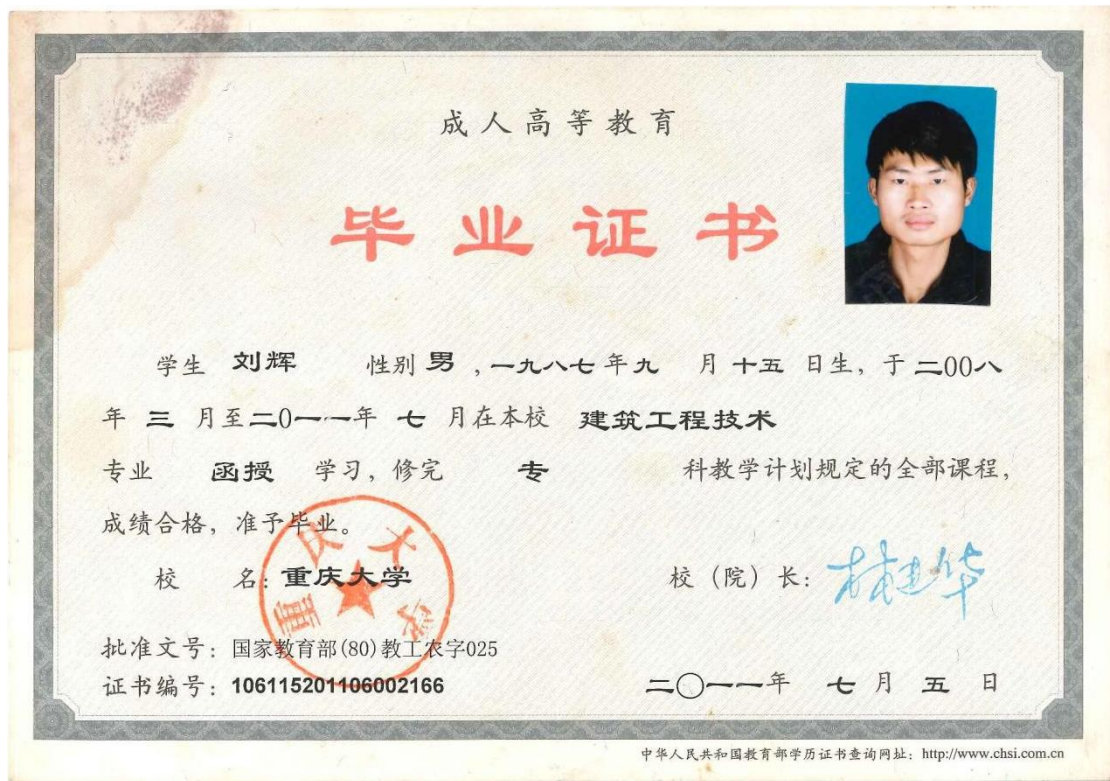 成人高等教育
毕业证书
学生 刘辉 性别 男 , 一九八七 年 九 月 十五 日生, 于 二00八
年 三 月至 二0一一 年 七 月在本校 建筑工程技术
专业 函授 学习, 修完 专 科教学计划规定的全部课程,
成绩合格, 准予毕业。
重庆大学
校 名: 重庆大学
校（院）长: 林建华
批准文号: 国家教育部(80)教工农字025
证书编号: 106115201106002166
二〇一一年 七 月 五 日
中华人民共和国教育部学历证书查询网址: http://www.chsi.com.cn